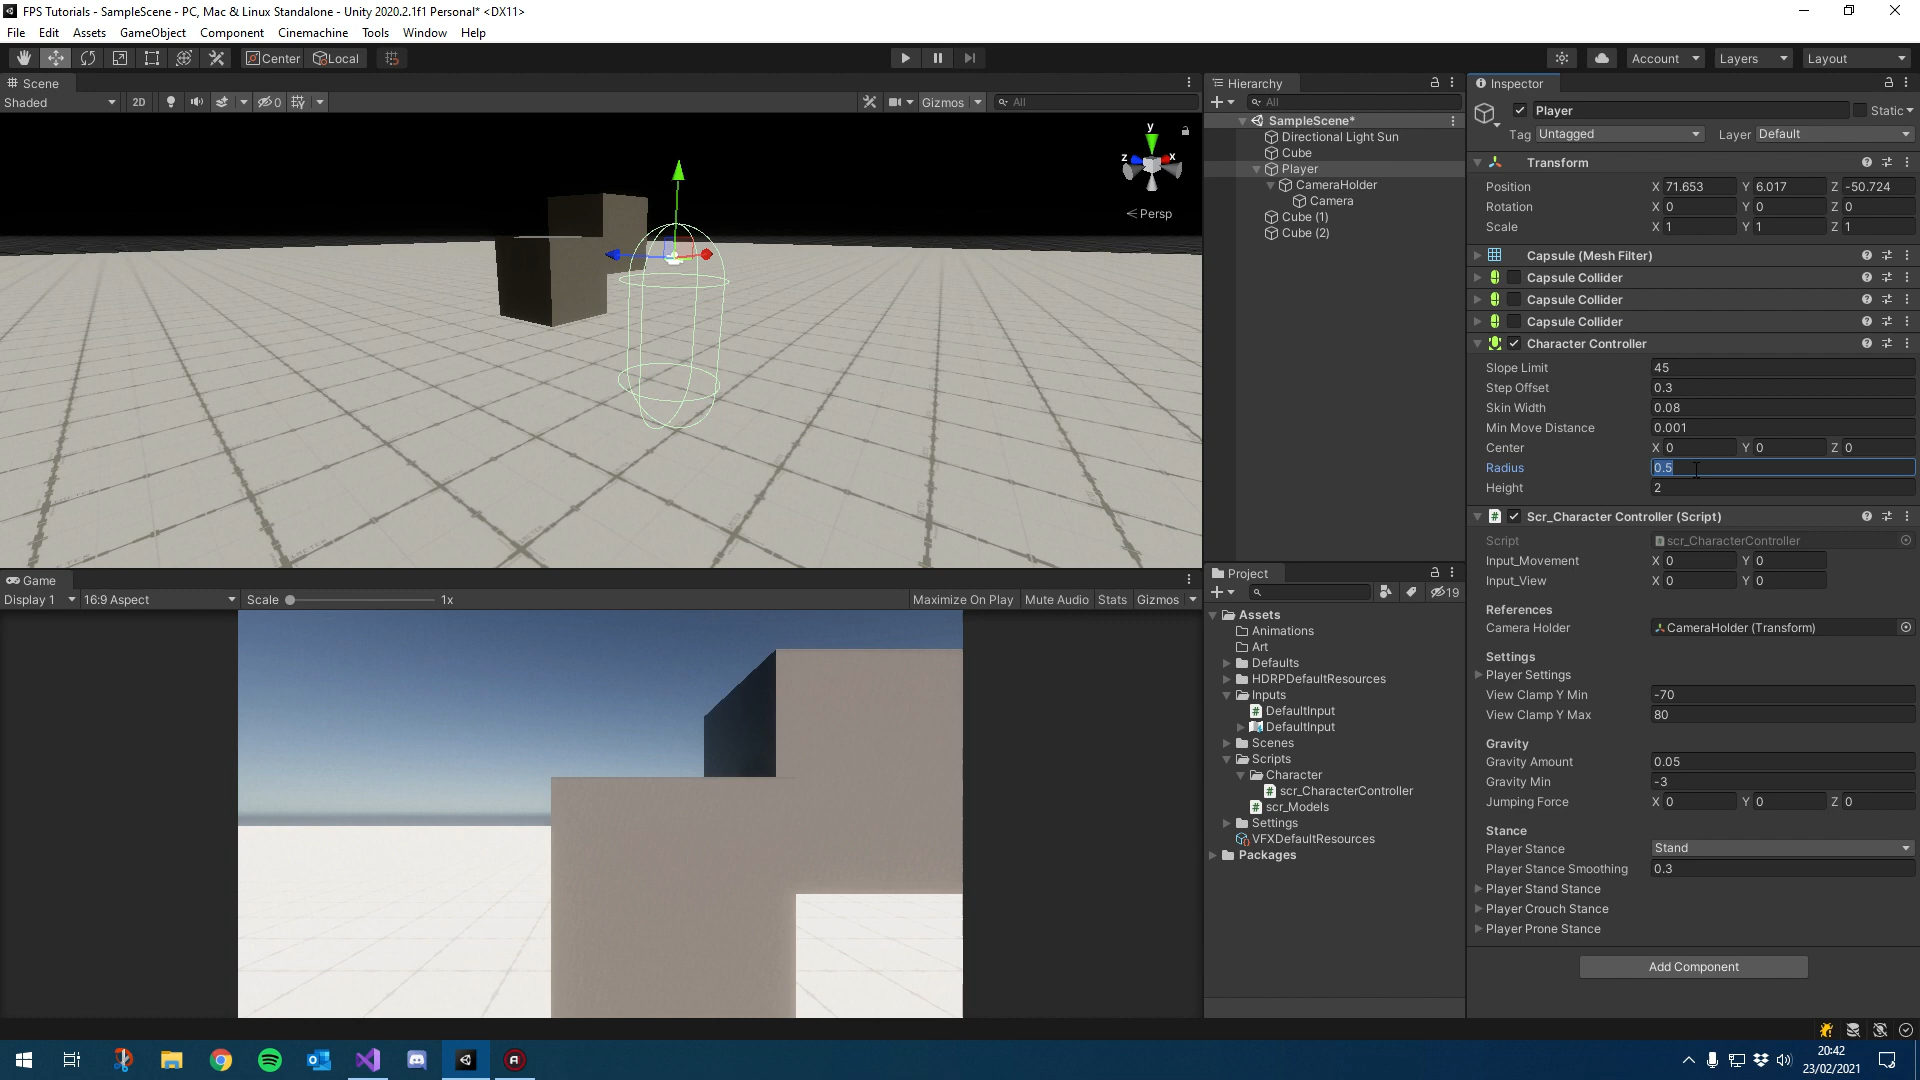 FPS Tutorials - SampleScene - PC, Mac & Linux Standalone - Unity 2020.2.1f1 Personal* <DX11>
File Edit Assets GameObject Component Cinemachine Tools Window Help
Center Local Account Layers Layout
Scene
Shaded 2D 0 Gizmos All
y
z x
Persp
Game
Display 1 16:9 Aspect Scale 1x Maximize On Play Mute Audio Stats Gizmos
Hierarchy
All
SampleScene*
Directional Light Sun
Cube
Player
CameraHolder
Camera
Cube (1)
Cube (2)
Project
19
Assets
Animations
Art
Defaults
HDRPDefaultResources
Inputs
DefaultInput
DefaultInput
Scenes
Scripts
Character
scr_CharacterController
scr_Models
Settings
VFXDefaultResources
Packages
Inspector
Player Static
Tag Untagged Layer Default
Transform
Position X 71.653 Y 6.017 Z -50.724
Rotation X 0 Y 0 Z 0
Scale X 1 Y 1 Z 1
Capsule (Mesh Filter)
Capsule Collider
Capsule Collider
Capsule Collider
Character Controller
Slope Limit 45
Step Offset 0.3
Skin Width 0.08
Min Move Distance 0.001
Center X 0 Y 0 Z 0
Radius 0.5
Height 2
Scr_Character Controller (Script)
Script scr_CharacterController
Input_Movement X 0 Y 0
Input_View X 0 Y 0
References
Camera Holder CameraHolder (Transform)
Settings
Player Settings
View Clamp Y Min -70
View Clamp Y Max 80
Gravity
Gravity Amount 0.05
Gravity Min -3
Jumping Force X 0 Y 0 Z 0
Stance
Player Stance Stand
Player Stance Smoothing 0.3
Player Stand Stance
Player Crouch Stance
Player Prone Stance
Add Component
20:42
23/02/2021